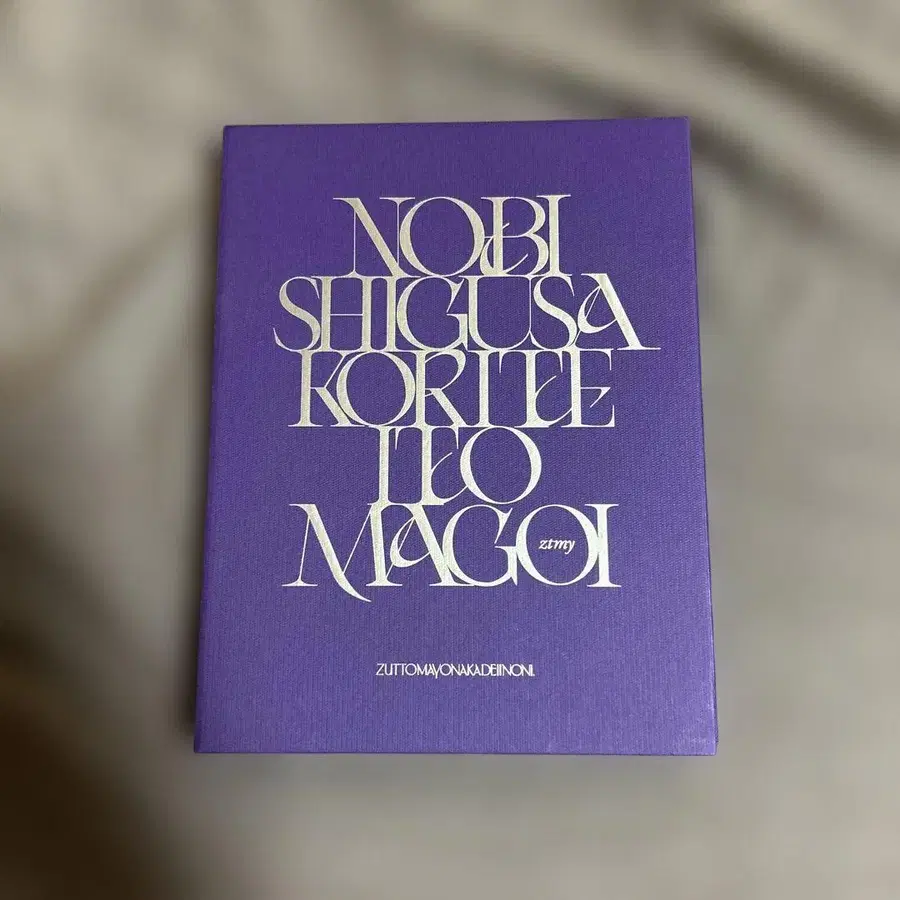 NOBI
SHIGUSA
KORITE
ITO
MAGOI
ztmy
ZUTTOMAYONAKADEIINONI.